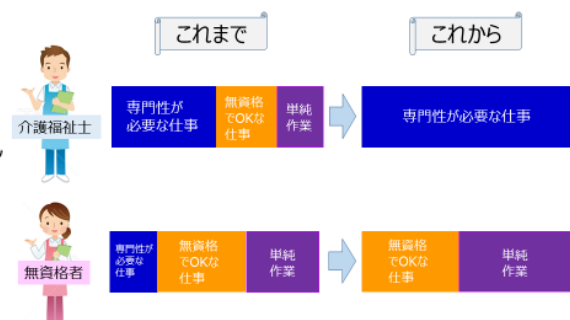 これまで
これから
介護福祉士
専門性が
必要な仕事
無資格
でOKな
仕事
単純
作業
専門性が必要な仕事
無資格者
専門性が
必要な
仕事
無資格
でOKな
仕事
単純
作業
無資格
でOKな
仕事
単純
作業